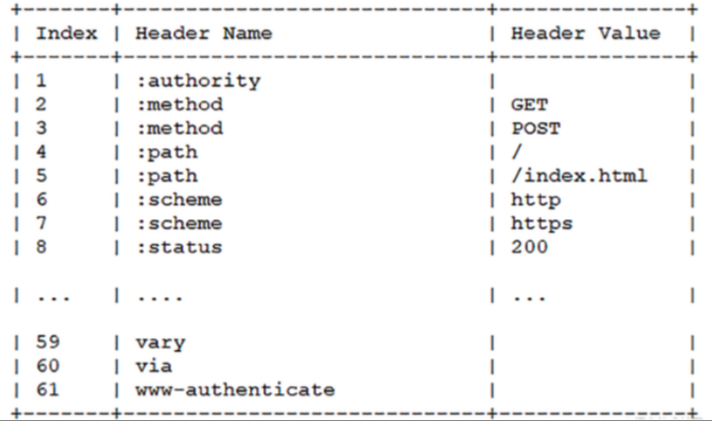 +-------+-----------------------------+---------------+
| Index | Header Name                 | Header Value  |
+-------+-----------------------------+---------------+
| 1     | :authority                  |               |
| 2     | :method                     | GET           |
| 3     | :method                     | POST          |
| 4     | :path                       | /             |
| 5     | :path                       | /index.html   |
| 6     | :scheme                     | http          |
| 7     | :scheme                     | https         |
| 8     | :status                     | 200           |
| ...   | ....                        | ...           |
| 59    | vary                        |               |
| 60    | via                         |               |
| 61    | www-authenticate            |               |
+-------+-----------------------------+---------------+